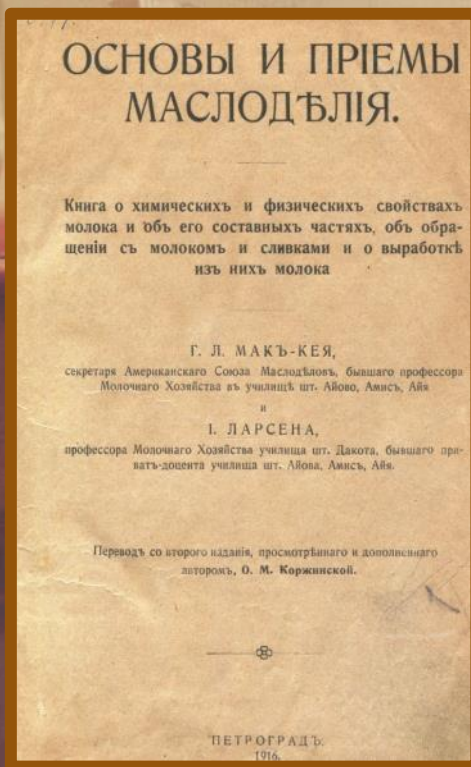 ОСНОВЫ И ПРІЕМЫ
МАСЛОДѢЛІЯ.
Книга о химическихъ и физическихъ свойствахъ
молока и объ его составныхъ частяхъ, объ обра-
щеніи съ молокомъ и сливками и о выработкѣ
изъ нихъ молока
Г. Л. МАКЪ-КЕЯ,
секретаря Американскаго Союза Маслодѣловъ, бывшаго профессора
Молочнаго Хозяйства въ училищѣ шт. Айово, Амисъ, Айя
и
І. ЛАРСЕНА,
профессора Молочнаго Хозяйства училища шт. Дакота, бывшаго при-
ватъ-доцента училища шт. Айова, Амисъ, Айя.
Переводъ со второго изданія, просмотрѣннаго и дополненнаго
авторомъ, О. М. Коржинской.
ПЕТРОГРАДЪ.
1916.